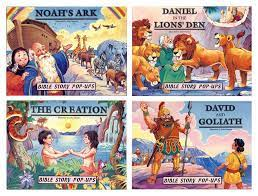 NOAH'S ARK
BIBLE STORY POP-UPS
DANIEL
IN THE
LIONS' DEN
BIBLE STORY POP-UPS
THE CREATION
BIBLE STORY POP-UPS
DAVID
AND
GOLIATH
BIBLE STORY POP-UPS